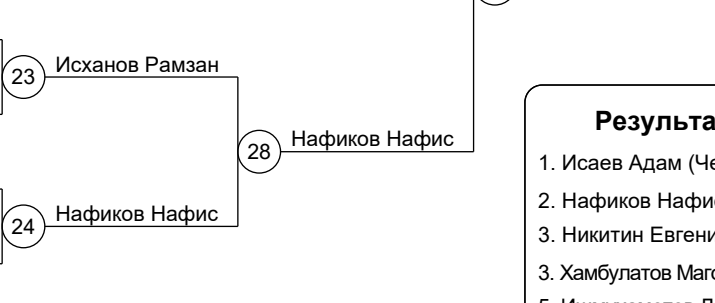 23 Исханов Рамзан
28 Нафиков Нафис
24 Нафиков Нафис
Результа
1. Исаев Адам (Че
2. Нафиков Нафис
3. Никитин Евгени
3. Хамбулатов Маго